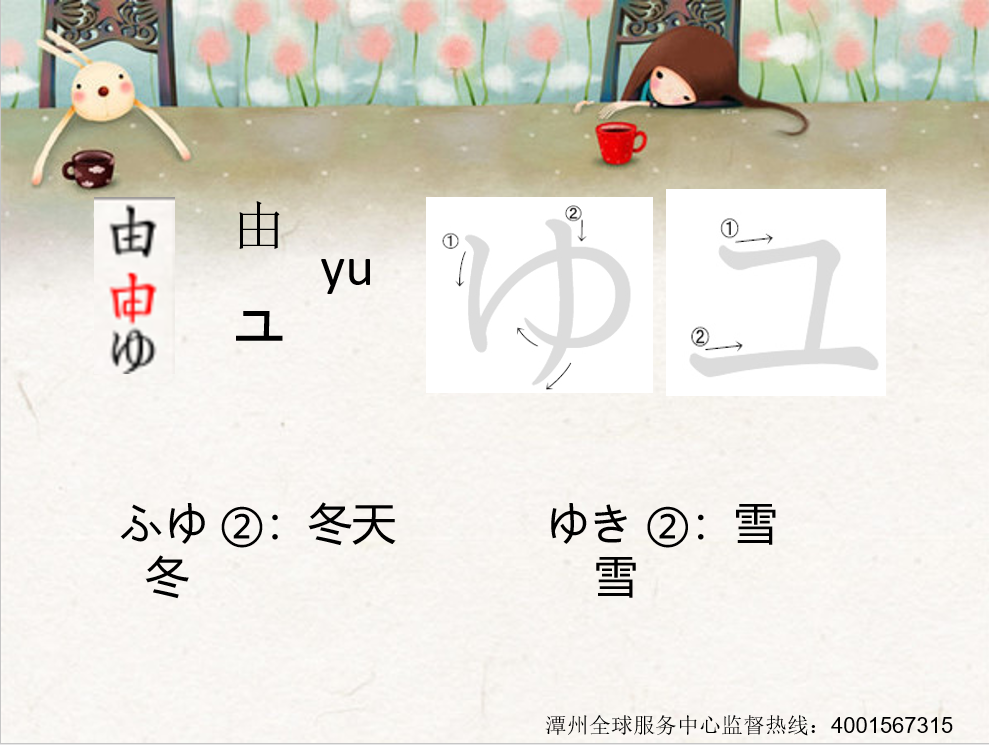 由
由
ゆ
由
yu
ユ
①
②
ゆ
①
②
ユ
ふゆ ②：冬天
冬
ゆき ②：雪
雪
潭州全球服务中心监督热线：4001567315